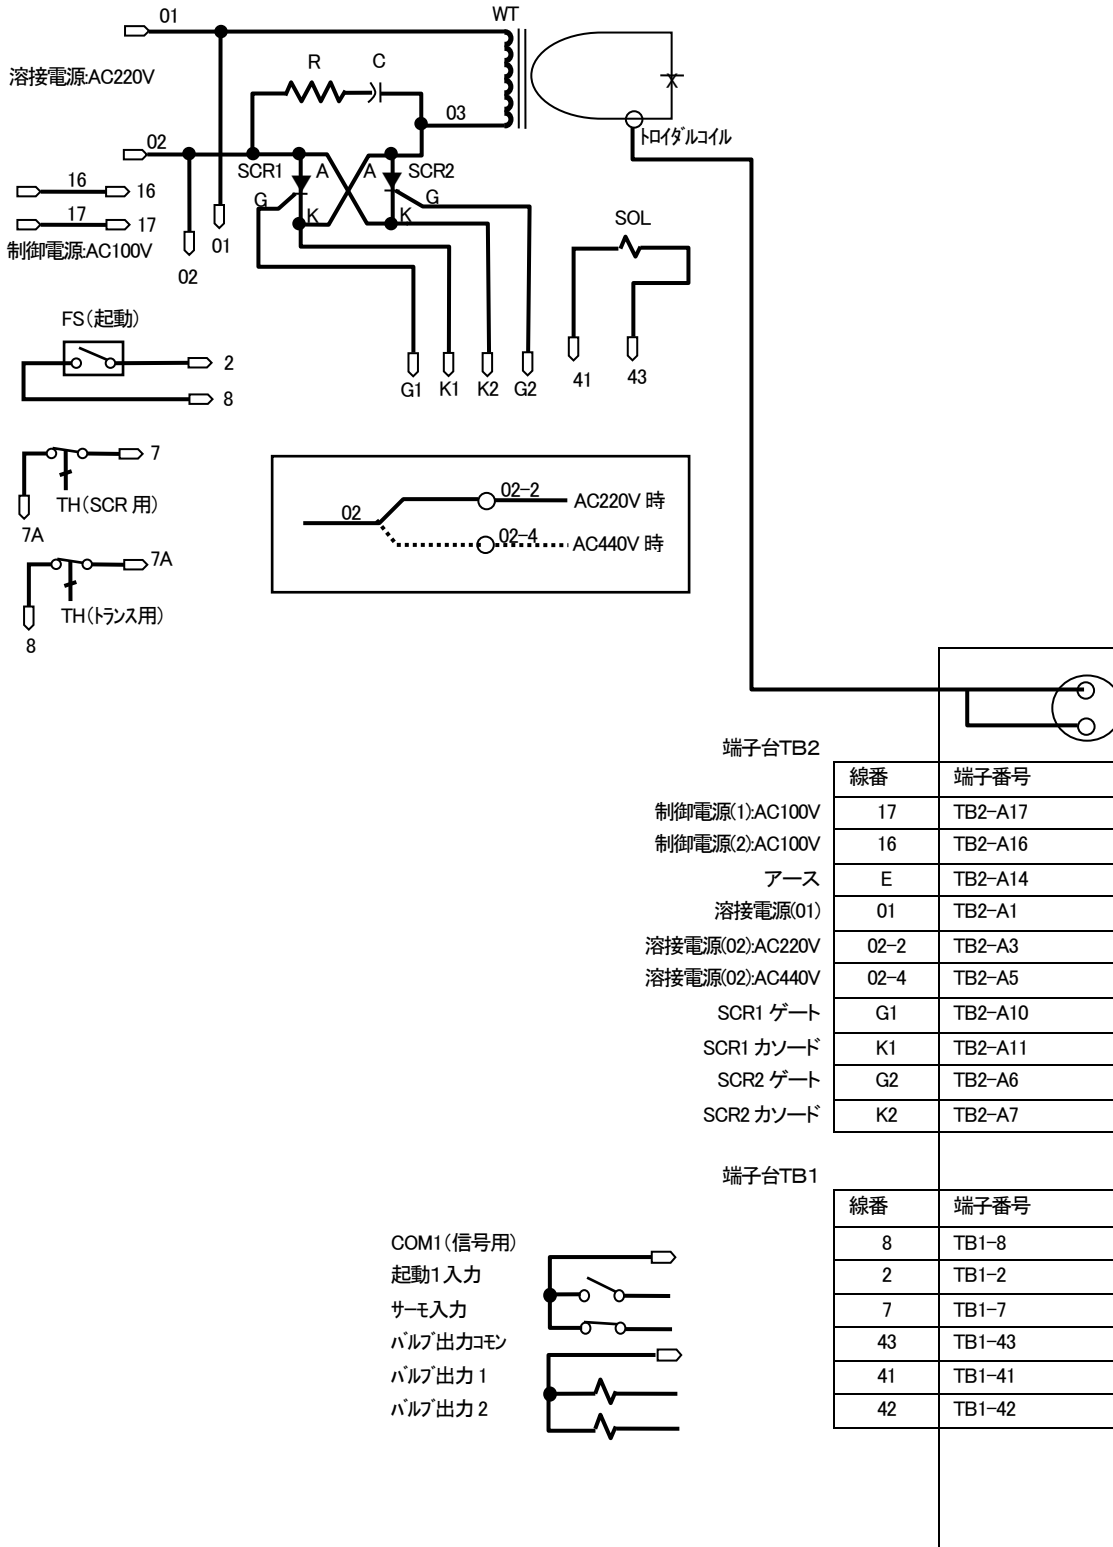 01
WT
溶接電源:AC220V
R
C
03
トロイダルコイル
02
SCR1
A
A
SCR2
G
K
K
G
16
16
17
17
制御電源:AC100V
02
01
SOL
G1
K1
K2
G2
41
43
FS(起動)
2
8
7
TH(SCR 用)
7A
7A
TH(トランス用)
8
02
02-2
AC220V 時
02-4
AC440V 時
端子台TB2
線番 端子番号
制御電源(1):AC100V 17 TB2-A17
制御電源(2):AC100V 16 TB2-A16
アース E TB2-A14
溶接電源(01) 01 TB2-A1
溶接電源(02):AC220V 02-2 TB2-A3
溶接電源(02):AC440V 02-4 TB2-A5
SCR1 ゲート G1 TB2-A10
SCR1 カソード K1 TB2-A11
SCR2 ゲート G2 TB2-A6
SCR2 カソード K2 TB2-A7
端子台TB1
線番 端子番号
COM1(信号用) 8 TB1-8
起動1入力 2 TB1-2
サーモ入力 7 TB1-7
バルブ出力コモン 43 TB1-43
バルブ出力 1 41 TB1-41
バルブ出力 2 42 TB1-42